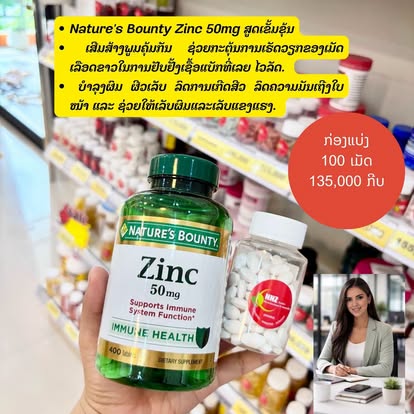 • Nature's Bounty Zinc 50mg ສູດເຂັ້ມຂຸ້ນ
• ເສີມສ້າງພູມຄຸ້ມກັນ ຊ່ວຍກະຕຸ້ນການເຮັດວຽກຂອງເມັດ
ເລືອດຂາວໃນການຢັບຢັ້ງເຊື້ອແບັກທີ່ເລຍ ໄວລັດ.
• ບຳລຸງຜົມ ຜິວເລັບ ລົດການເກີດສິວ ລົດຄວາມມັນເທິງໃບ
ໜ້າ ແລະ ຊ່ວຍໃຫ້ເສັ້ນຜົມແລະເລັບແຂງແຮງ.
ກ່ອງແບ່ງ
100 ເມັດ
135,000 ກີບ
NATURE'S BOUNTY
Zinc
50mg
Supports Immune
System Function*
IMMUNE HEALTH
400 Tablets
DIETARY SUPPLEMENT